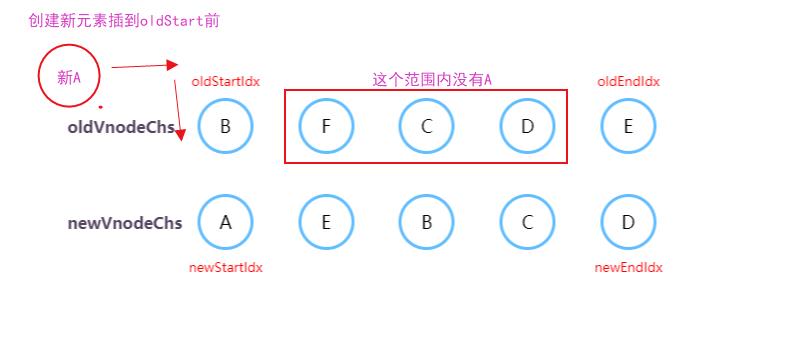 创建新元素插到oldStart前
新A
oldStartIdx
这个范围内没有A
oldEndIdx
oldVnodeChs
B
F
C
D
E
newVnodeChs
A
E
B
C
D
newStartIdx
newEndIdx